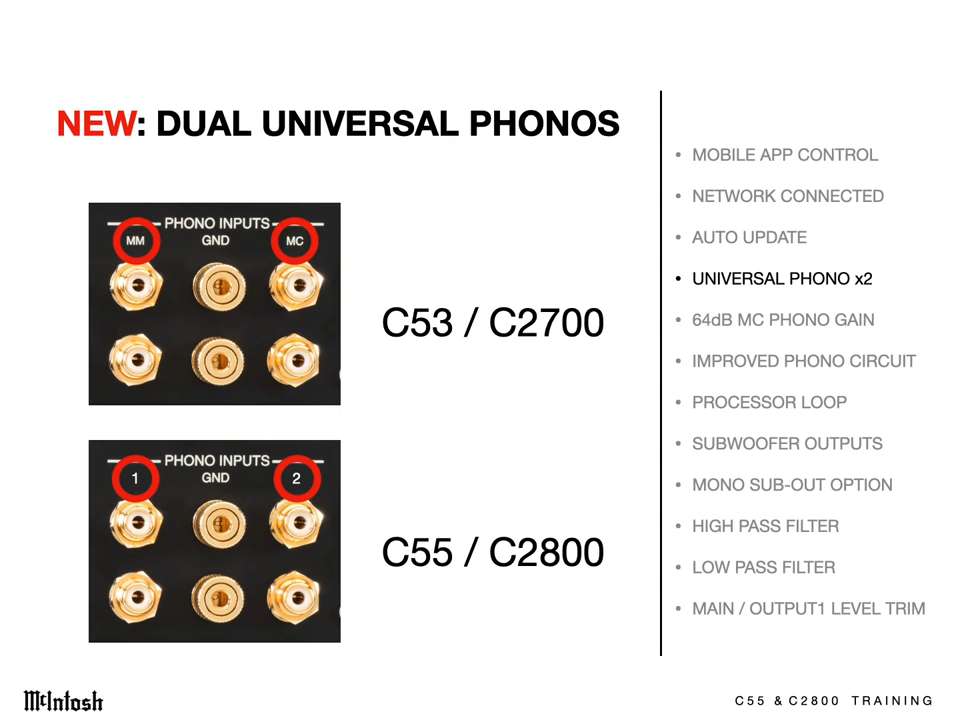 NEW: DUAL UNIVERSAL PHONOS
PHONO INPUTS
MM GND MC
C53 / C2700
PHONO INPUTS
1 GND 2
C55 / C2800
• MOBILE APP CONTROL
• NETWORK CONNECTED
• AUTO UPDATE
• UNIVERSAL PHONO x2
• 64dB MC PHONO GAIN
• IMPROVED PHONO CIRCUIT
• PROCESSOR LOOP
• SUBWOOFER OUTPUTS
• MONO SUB-OUT OPTION
• HIGH PASS FILTER
• LOW PASS FILTER
• MAIN / OUTPUT1 LEVEL TRIM
McIntosh
C55 & C2800 TRAINING